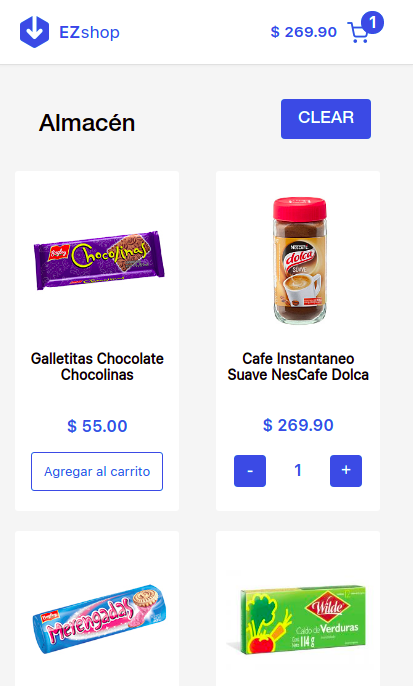 EZshop
$ 269.90
1
Almacén
CLEAR
Bagley
Chocolinas
NESCAFÉ
dolca
SUAVE
Galletitas Chocolate
Chocolinas
$ 55.00
Agregar al carrito
Cafe Instantaneo
Suave NesCafe Dolca
$ 269.90
-
1
+
Bagley
Merengadas
Wilde
Caldo de Verduras
114 g